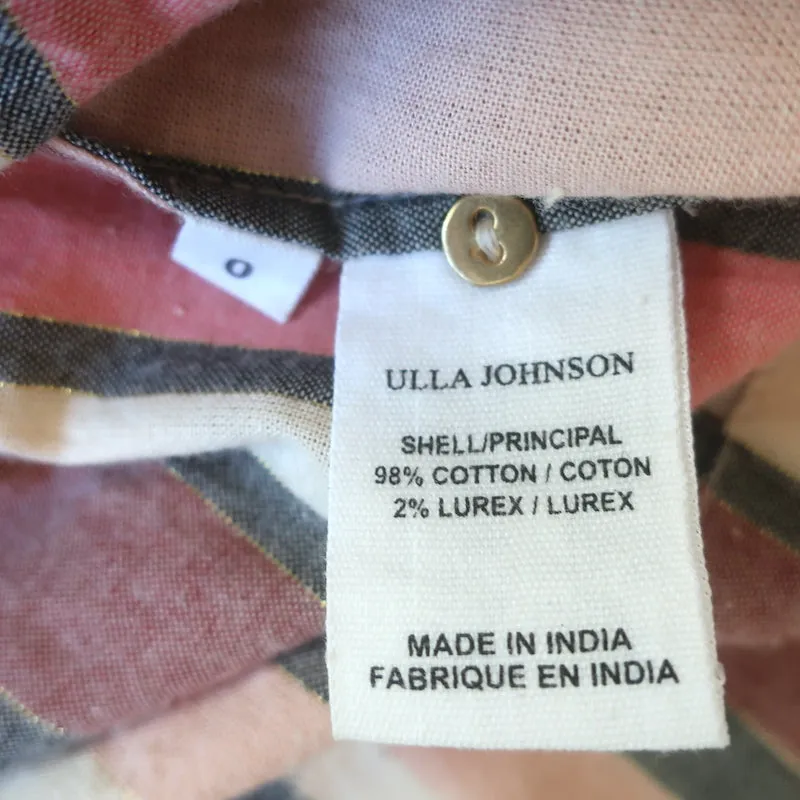 0
ULLA JOHNSON
SHELL/PRINCIPAL
98% COTTON / COTON
2% LUREX / LUREX
MADE IN INDIA
FABRIQUE EN INDIA